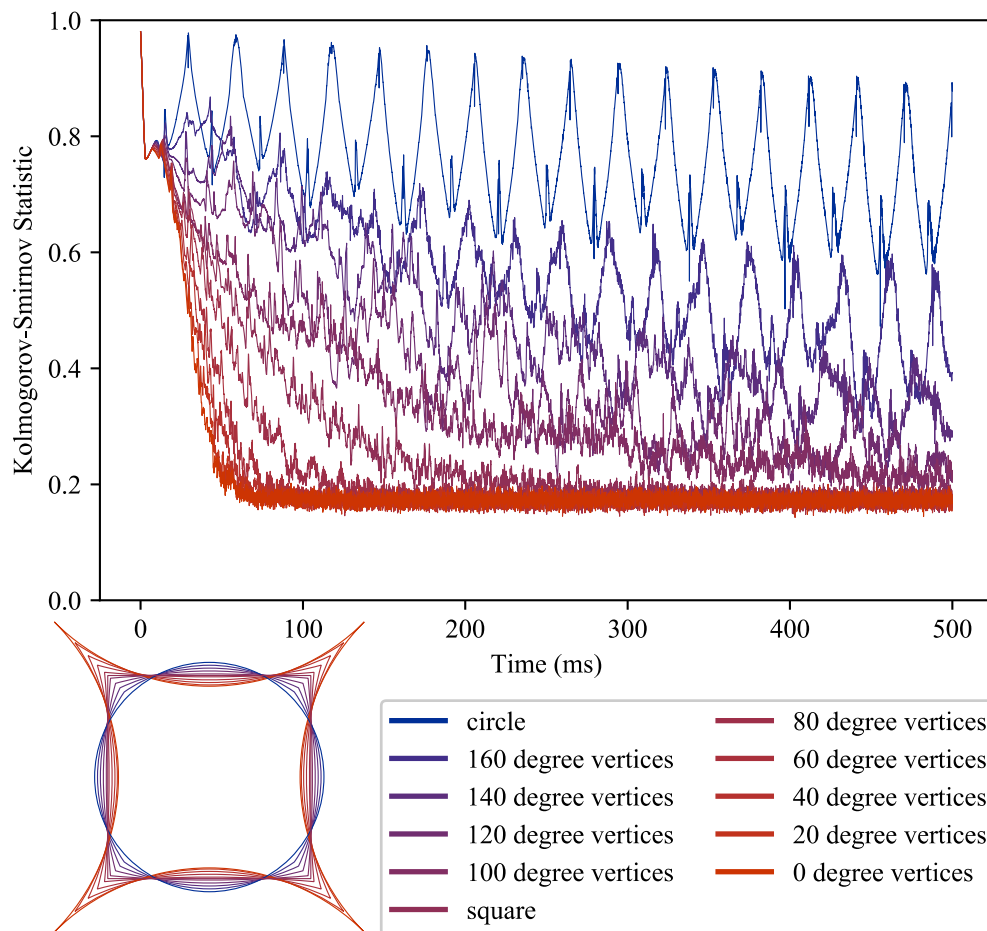 Kolmogorov-Smirnov Statistic
1.0
0.8
0.6
0.4
0.2
0.0
0 100 200 300 400 500
Time (ms)
circle
160 degree vertices
140 degree vertices
120 degree vertices
100 degree vertices
square
80 degree vertices
60 degree vertices
40 degree vertices
20 degree vertices
0 degree vertices